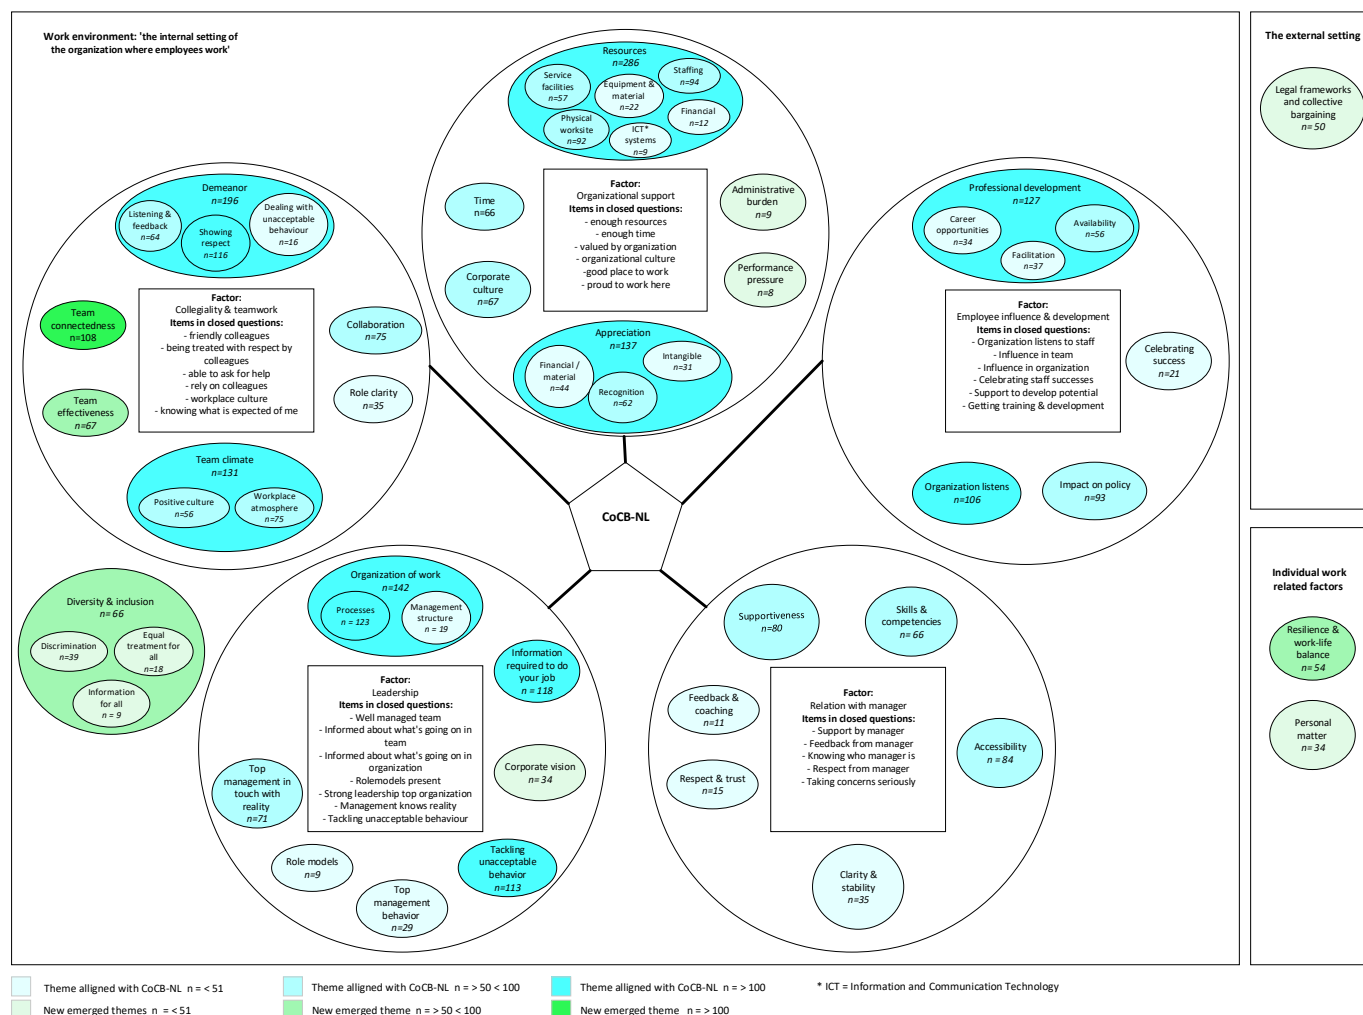 Work environment: 'the internal setting of
the organization where employees work'
The external setting
Legal frameworks
and collective
bargaining
n= 50
Individual work
related factors
Resilience &
work-life
balance
n= 54
Personal
matter
n= 34
Resources
n=286
Service
facilities
n=57
Equipment &
material
n=22
Staffing
n=94
Physical
worksite
n=92
ICT*
systems
n=9
Financial
n=12
Time
n=66
Corporate
culture
n=67
Factor:
Organizational support
Items in closed questions:
- enough resources
- enough time
- valued by organization
- organizational culture
-good place to work
- proud to work here
Administrative
burden
n=9
Performance
pressure
n=8
Appreciation
n=137
Financial /
material
n=44
Recognition
n=62
Intangible
n=31
Demeanor
n=196
Listening &
feedback
n=64
Showing
respect
n=116
Dealing with
unacceptable
behaviour
n=16
Team
connectedness
n=108
Team
effectiveness
n=67
Factor:
Collegiality & teamwork
Items in closed questions:
- friendly colleagues
- being treated with respect by
colleagues
- able to ask for help
- rely on colleagues
- workplace culture
- knowing what is expected of me
Collaboration
n=75
Role clarity
n=35
Team climate
n=131
Positive culture
n=56
Workplace
atmosphere
n=75
Professional development
n=127
Career
opportunities
n=34
Facilitation
n=37
Availability
n=56
Factor:
Employee influence & development
Items in closed questions:
- Organization listens to staff
- Influence in team
- Influence in organization
- Celebrating staff successes
- Support to develop potential
- Getting training & development
Celebrating
success
n=21
Organization listens
n=106
Impact on policy
n=93
CoCB-NL
Diversity & inclusion
n= 66
Discrimination
n=39
Equal
treatment for
all
n=18
Information
for all
n = 9
Organization of work
n=142
Processes
n = 123
Management
structure
n = 19
Information
required to do
your job
n = 118
Factor:
Leadership
Items in closed questions:
- Well managed team
- Informed about what's going on in
team
- Informed about what's going on in
organization
- Rolemodels present
- Strong leadership top organization
- Management knows reality
- Tackling unacceptable behaviour
Corporate vision
n= 34
Top
management in
touch with
reality
n=71
Role models
n=9
Top
management
behavior
n=29
Tackling
unacceptable
behavior
n=113
Supportiveness
n=80
Skills &
competencies
n= 66
Feedback &
coaching
n=11
Respect & trust
n=15
Factor:
Relation with manager
Items in closed questions:
- Support by manager
- Feedback from manager
- Knowing who manager is
- Respect from manager
- Taking concerns seriously
Accessibility
n= 84
Clarity &
stability
n=35
Theme alligned with CoCB-NL n = < 51
Theme alligned with CoCB-NL n = > 50 < 100
Theme alligned with CoCB-NL n = > 100
* ICT = Information and Communication Technology
New emerged themes n = < 51
New emerged theme n = > 50 < 100
New emerged theme n = > 100